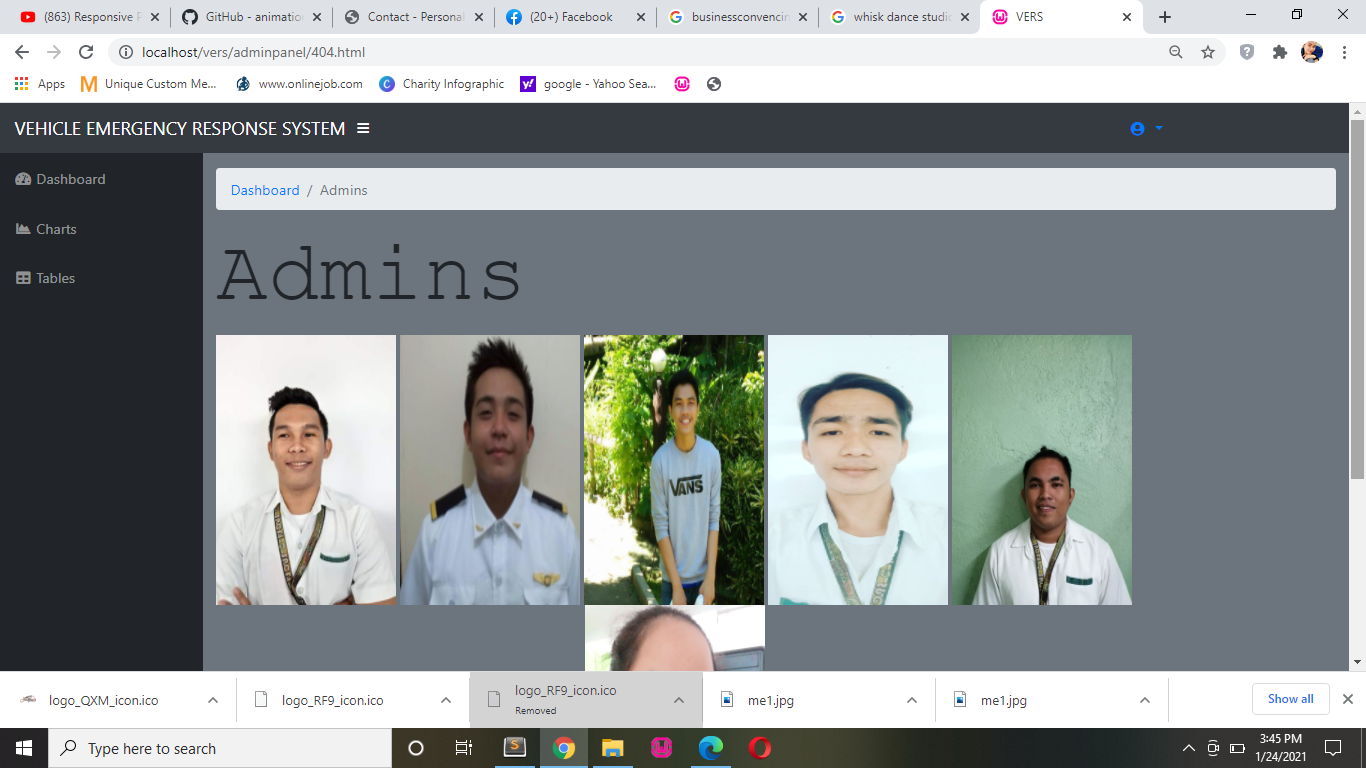 (863) Responsive P
GitHub - animatio
Contact - Personal
(20+) Facebook
businessconvencin
whisk dance studio
VERS
localhost/vers/adminpanel/404.html
Apps
Unique Custom Me...
www.onlinejob.com
Charity Infographic
google - Yahoo Sea...
VEHICLE EMERGENCY RESPONSE SYSTEM
Dashboard
Charts
Tables
Dashboard / Admins
Admins
VANS
logo_QXM_icon.ico
logo_RF9_icon.ico
logo_RF9_icon.ico
Removed
me1.jpg
me1.jpg
Show all
Type here to search
3:45 PM
1/24/2021